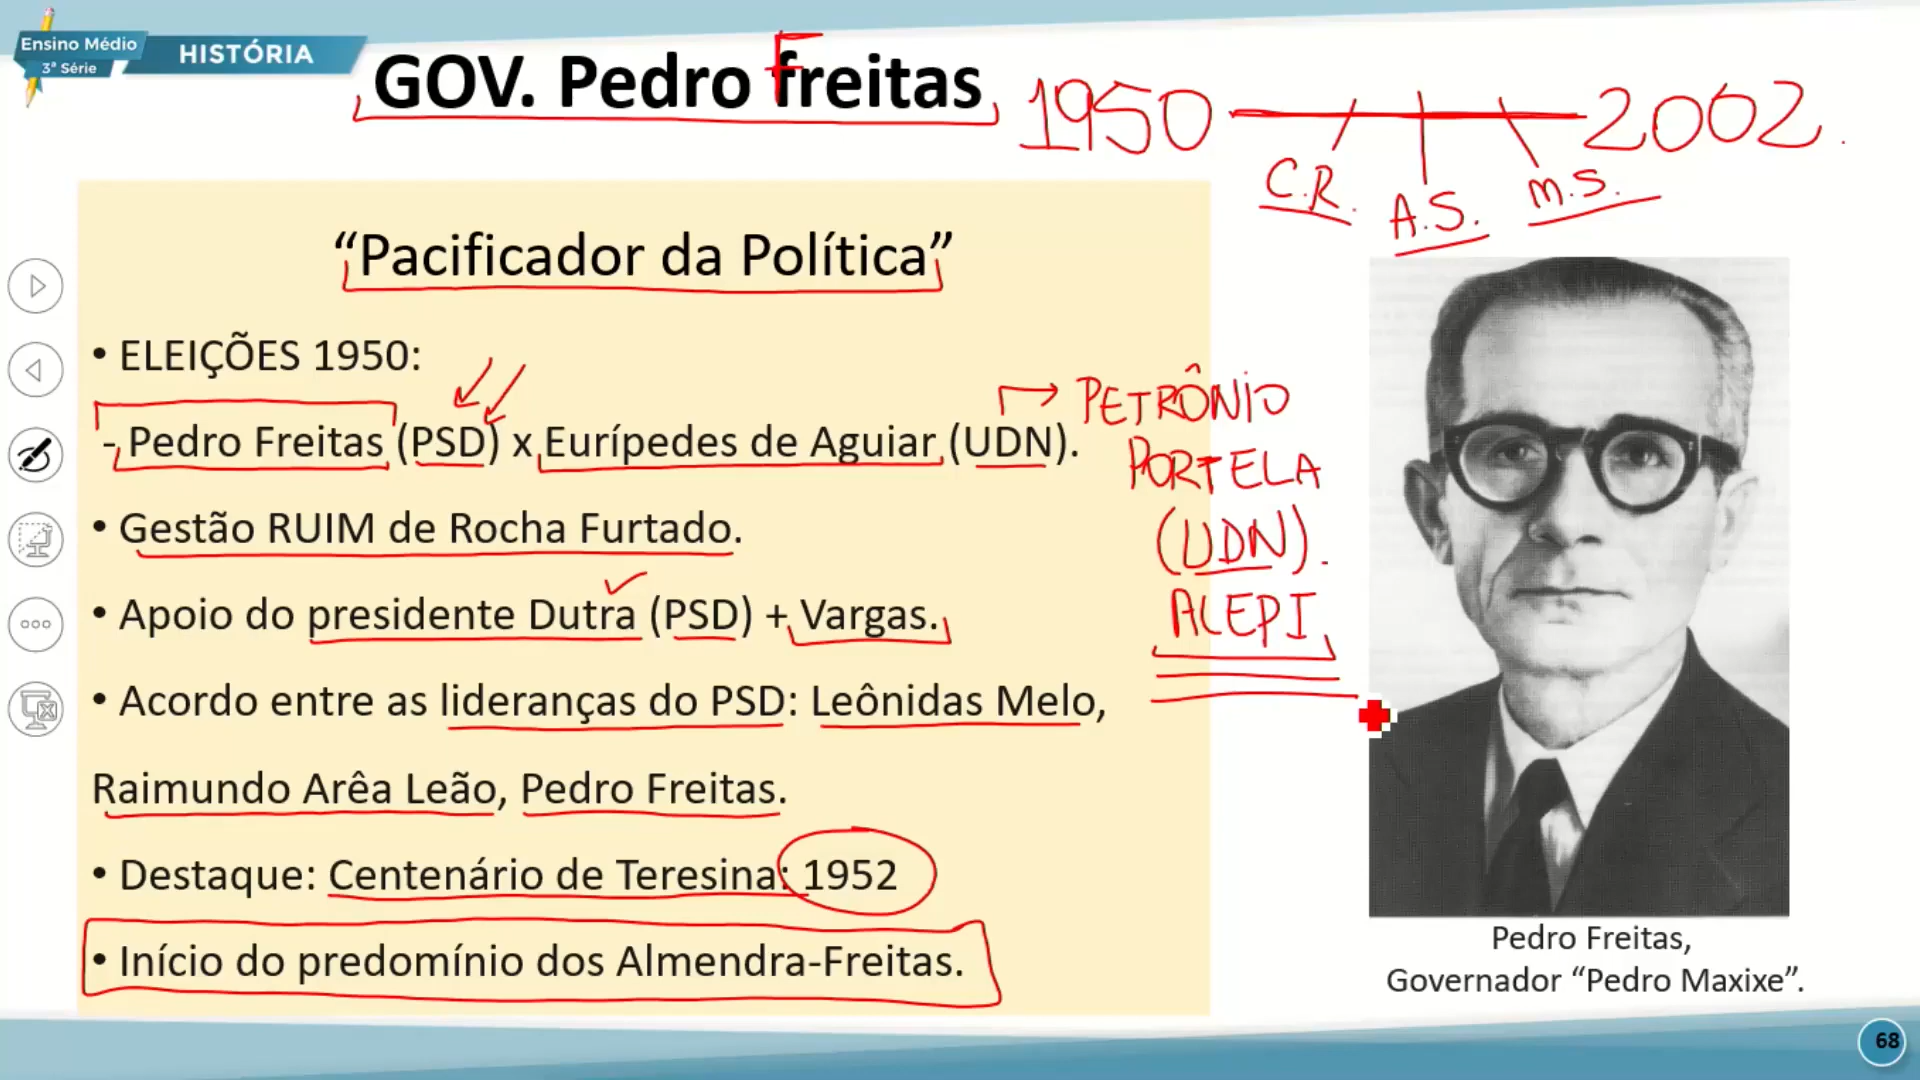 Ensino Médio
3ª Série
HISTÓRIA
GOV. Pedro freitas
F
1950
2002.
C.R.
A.S.
M.S.
“Pacificador da Política”
• ELEIÇÕES 1950:
- Pedro Freitas (PSD) x Eurípedes de Aguiar (UDN).
• Gestão RUIM de Rocha Furtado.
• Apoio do presidente Dutra (PSD) + Vargas.
• Acordo entre as lideranças do PSD: Leônidas Melo,
Raimundo Arêa Leão, Pedro Freitas.
• Destaque: Centenário de Teresina: 1952
• Início do predomínio dos Almendra-Freitas.
PETRÔNIO
PORTELA
(UDN).
ALEPI
Pedro Freitas,
Governador “Pedro Maxixe”.
68